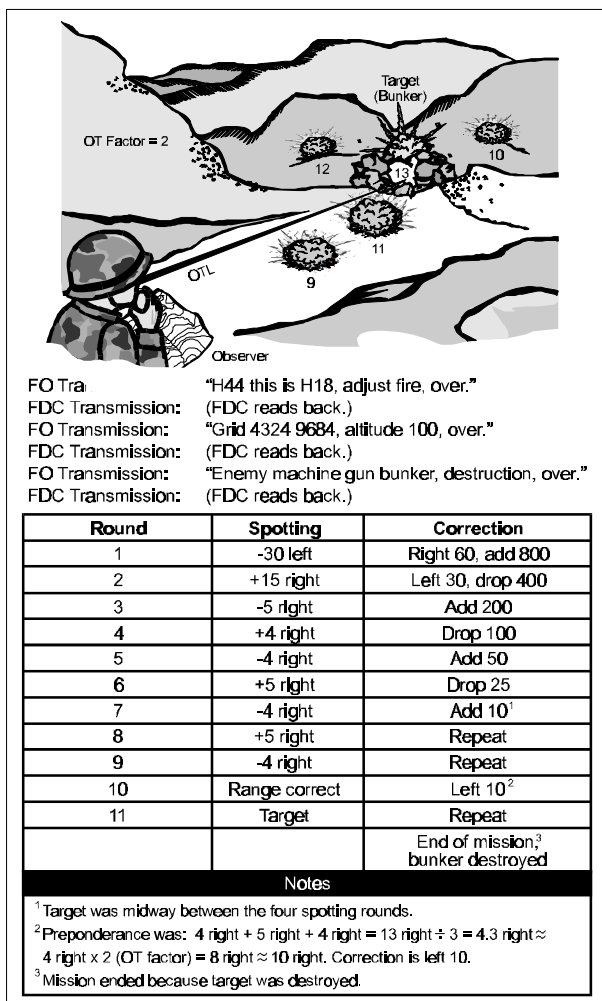 Target
(Bunker)
OT Factor = 2
12
10
13
11
9
OTL
Observer
FO Tra “H44 this is H18, adjust fire, over.”
FDC Transmission: (FDC reads back.)
FO Transmission: “Grid 4324 9684, altitude 100, over.”
FDC Transmission: (FDC reads back.)
FO Transmission: “Enemy machine gun bunker, destruction, over.”
FDC Transmission: (FDC reads back.)
Round Spotting Correction
1 -30 left Right 60, add 800
2 +15 right Left 30, drop 400
3 -5 right Add 200
4 +4 right Drop 100
5 -4 right Add 50
6 +5 right Drop 25
7 -4 right Add 10¹
8 +5 right Repeat
9 -4 right Repeat
10 Range correct Left 10²
11 Target Repeat
End of mission,³
bunker destroyed
Notes
¹ Target was midway between the four spotting rounds.
² Preponderance was: 4 right + 5 right + 4 right = 13 right ÷ 3 = 4.3 right ≈
4 right x 2 (OT factor) = 8 right ≈ 10 right. Correction is left 10.
³ Mission ended because target was destroyed.